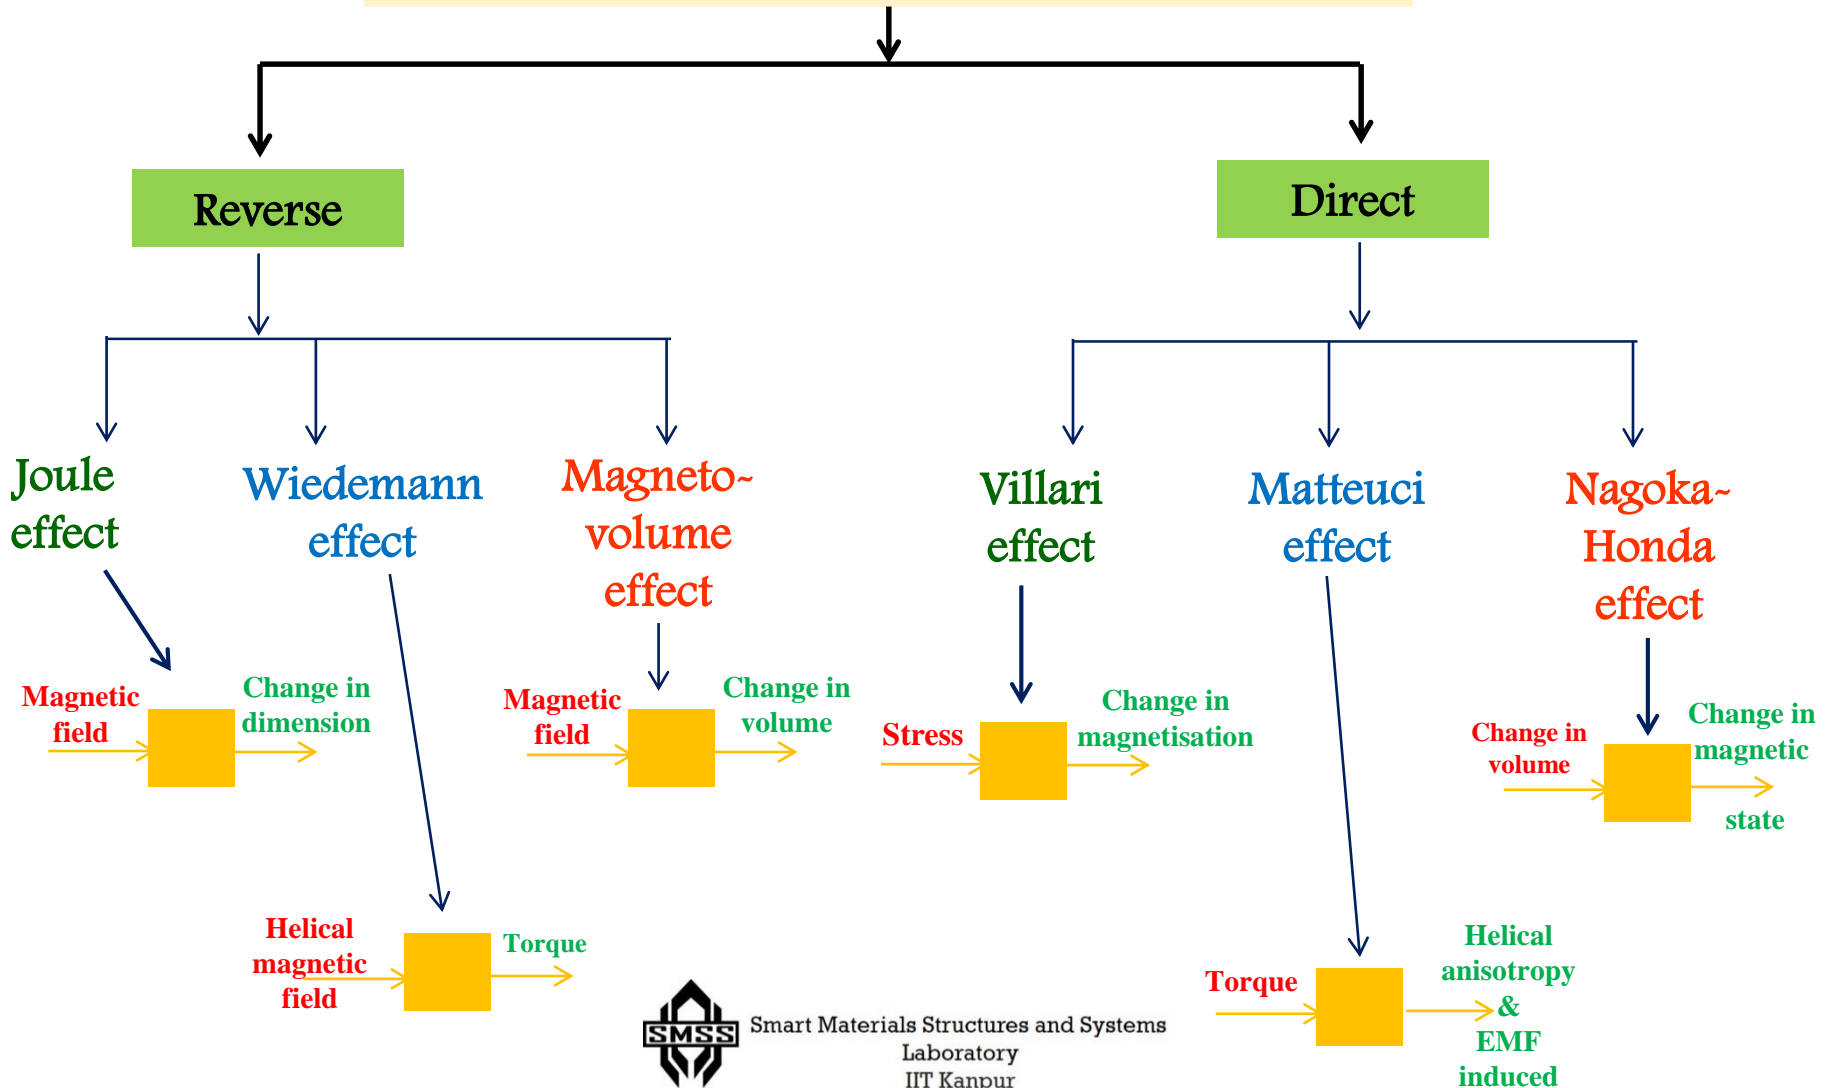 Reverse
Direct
Joule
effect
Wiedemann
effect
Magneto-
volume
effect
Villari
effect
Matteuci
effect
Nagoka-
Honda
effect
Magnetic
field
Change in
dimension
Magnetic
field
Change in
volume
Stress
Change in
magnetisation
Change in
volume
Change in
magnetic
state
Helical
magnetic
field
Torque
Torque
Helical
anisotropy
&
EMF
induced
SMSS
Smart Materials Structures and Systems
Laboratory
IIT Kanpur